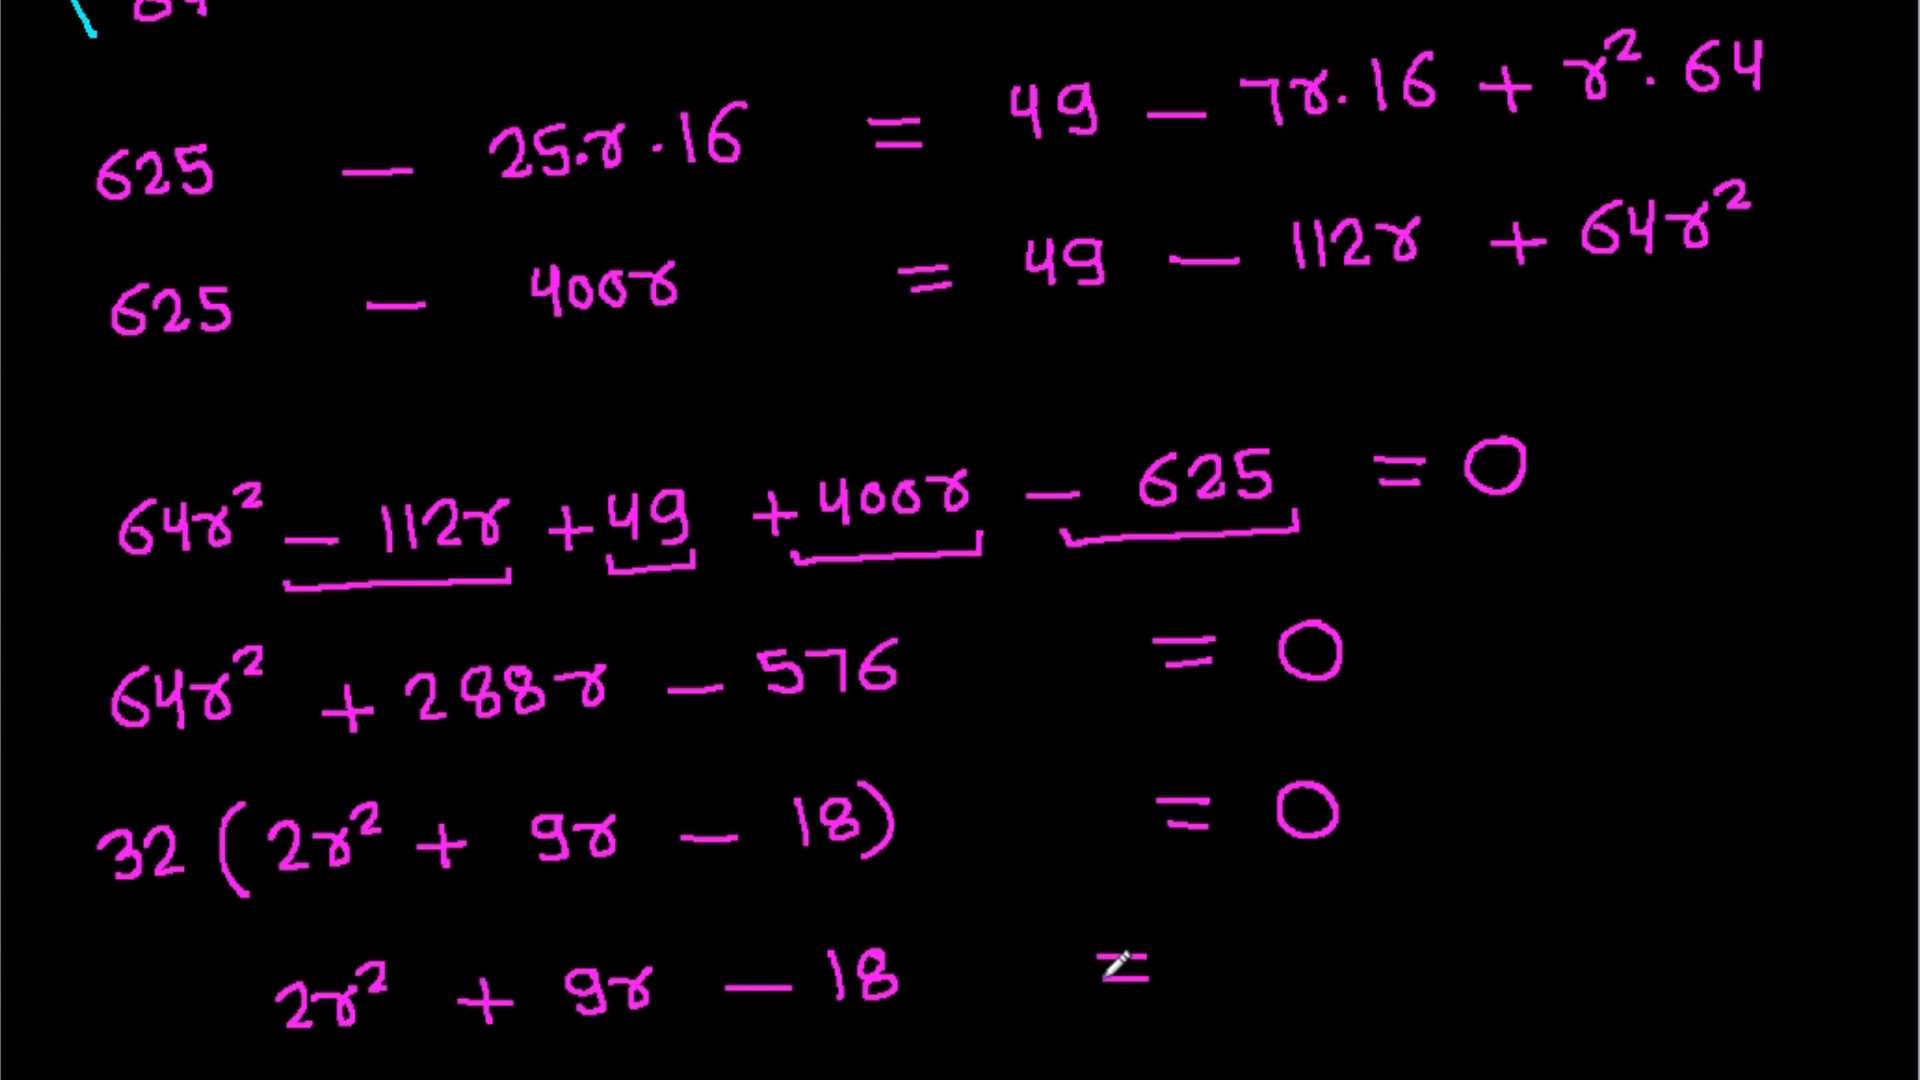 625 - 25.r.16 = 49 - 7r.16 + r².64
625 - 400r = 49 - 112r + 64r²
64r² - 112r + 49 + 400r - 625 = 0
64r² + 288r - 576 = 0
32(2r² + 9r - 18) = 0
2r² + 9r - 18 =